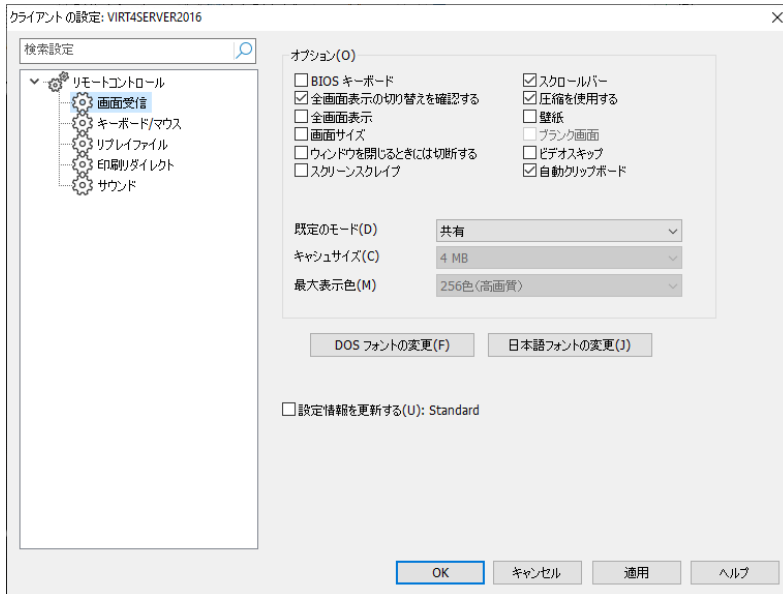 クライアントの設定: VIRT4SERVER2016
検索設定
リモートコントロール
画面受信
キーボード/マウス
リプレイファイル
印刷リダイレクト
サウンド
オプション(O)
BIOS キーボード
スクロールバー
全画面表示の切り替えを確認する
圧縮を使用する
全画面表示
壁紙
画面サイズ
ブランク画面
ウィンドウを閉じるときには切断する
ビデオスキップ
スクリーンスクレイプ
自動クリップボード
既定のモード(D)
共有
キャシュサイズ(C)
4 MB
最大表示色(M)
256色(高画質)
DOS フォントの変更(F)
日本語フォントの変更(J)
設定情報を更新する(U): Standard
OK
キャンセル
適用
ヘルプ